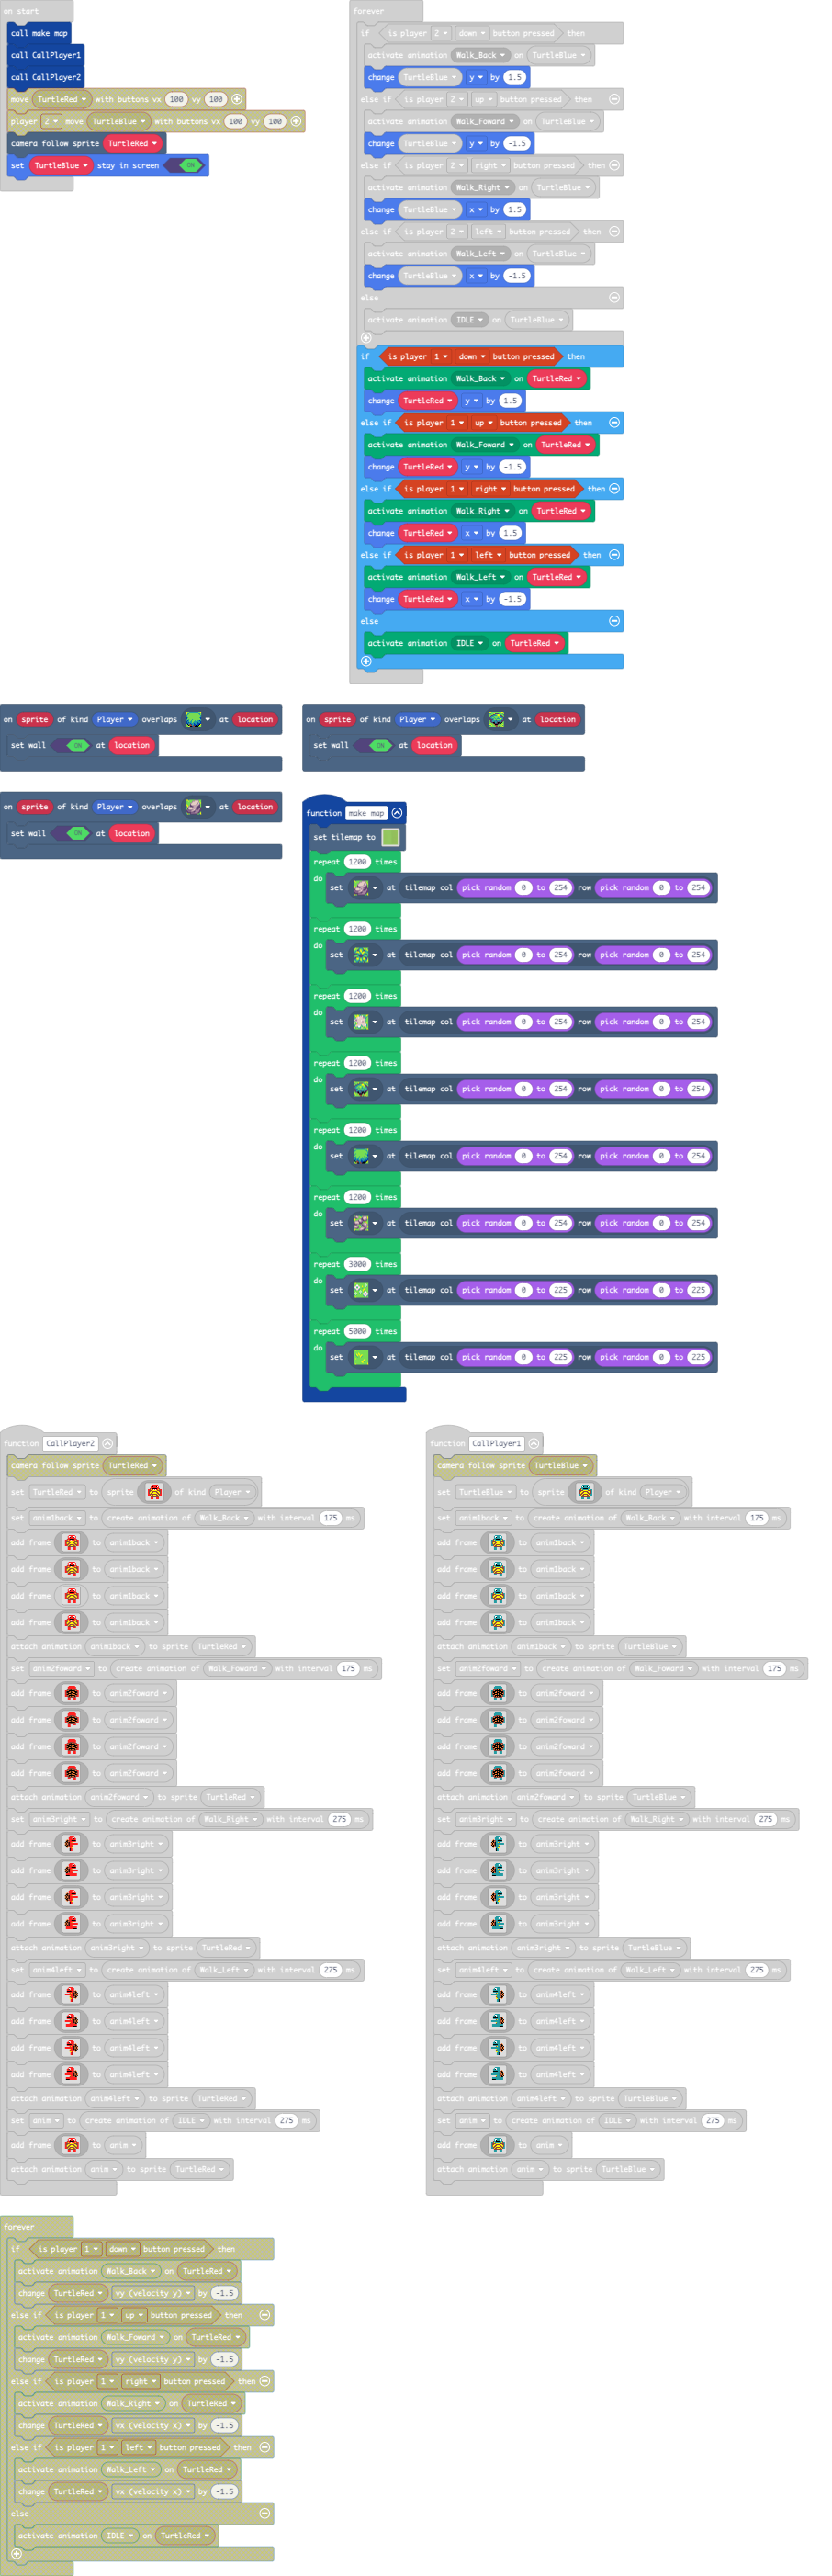 on start
call make map
call CallPlayer1
call CallPlayer2
move TurtleRed with buttons vx 100 vy 100
player 2 move TurtleBlue with buttons vx 100 vy 100
camera follow sprite TurtleRed
set TurtleBlue stay in screen ON
forever
if is player 2 down button pressed then
activate animation Walk_Back on TurtleBlue
change TurtleBlue y by 1.5
else if is player 2 up button pressed then
activate animation Walk_Foward on TurtleBlue
change TurtleBlue y by -1.5
else if is player 2 right button pressed then
activate animation Walk_Right on TurtleBlue
change TurtleBlue x by 1.5
else if is player 2 left button pressed then
activate animation Walk_Left on TurtleBlue
change TurtleBlue x by -1.5
else
activate animation IDLE on TurtleBlue
if is player 1 down button pressed then
activate animation Walk_Back on TurtleRed
change TurtleRed y by 1.5
else if is player 1 up button pressed then
activate animation Walk_Foward on TurtleRed
change TurtleRed y by -1.5
else if is player 1 right button pressed then
activate animation Walk_Right on TurtleRed
change TurtleRed x by 1.5
else if is player 1 left button pressed then
activate animation Walk_Left on TurtleRed
change TurtleRed x by -1.5
else
activate animation IDLE on TurtleRed
on sprite of kind Player overlaps at location
set wall ON at location
on sprite of kind Player overlaps at location
set wall ON at location
on sprite of kind Player overlaps at location
set wall ON at location
function make map
set tilemap to
repeat 1200 times
do set at tilemap col pick random 0 to 254 row pick random 0 to 254
repeat 1200 times
do set at tilemap col pick random 0 to 254 row pick random 0 to 254
repeat 1200 times
do set at tilemap col pick random 0 to 254 row pick random 0 to 254
repeat 1200 times
do set at tilemap col pick random 0 to 254 row pick random 0 to 254
repeat 1200 times
do set at tilemap col pick random 0 to 254 row pick random 0 to 254
repeat 1200 times
do set at tilemap col pick random 0 to 254 row pick random 0 to 254
repeat 3000 times
do set at tilemap col pick random 0 to 225 row pick random 0 to 225
repeat 5000 times
do set at tilemap col pick random 0 to 225 row pick random 0 to 225
function CallPlayer2
camera follow sprite TurtleRed
set TurtleRed to sprite of kind Player
set anim1back to create animation of Walk_Back with interval 175 ms
add frame to anim1back
add frame to anim1back
add frame to anim1back
add frame to anim1back
attach animation anim1back to sprite TurtleRed
set anim2foward to create animation of Walk_Foward with interval 175 ms
add frame to anim2foward
add frame to anim2foward
add frame to anim2foward
add frame to anim2foward
attach animation anim2foward to sprite TurtleRed
set anim3right to create animation of Walk_Right with interval 275 ms
add frame to anim3right
add frame to anim3right
add frame to anim3right
add frame to anim3right
attach animation anim3right to sprite TurtleRed
set anim4left to create animation of Walk_Left with interval 275 ms
add frame to anim4left
add frame to anim4left
add frame to anim4left
add frame to anim4left
attach animation anim4left to sprite TurtleRed
set anim to create animation of IDLE with interval 275 ms
add frame to anim
attach animation anim to sprite TurtleRed
function CallPlayer1
camera follow sprite TurtleBlue
set TurtleBlue to sprite of kind Player
set anim1back to create animation of Walk_Back with interval 175 ms
add frame to anim1back
add frame to anim1back
add frame to anim1back
add frame to anim1back
attach animation anim1back to sprite TurtleBlue
set anim2foward to create animation of Walk_Foward with interval 175 ms
add frame to anim2foward
add frame to anim2foward
add frame to anim2foward
add frame to anim2foward
attach animation anim2foward to sprite TurtleBlue
set anim3right to create animation of Walk_Right with interval 275 ms
add frame to anim3right
add frame to anim3right
add frame to anim3right
add frame to anim3right
attach animation anim3right to sprite TurtleBlue
set anim4left to create animation of Walk_Left with interval 275 ms
add frame to anim4left
add frame to anim4left
add frame to anim4left
add frame to anim4left
attach animation anim4left to sprite TurtleBlue
set anim to create animation of IDLE with interval 275 ms
add frame to anim
attach animation anim to sprite TurtleBlue
forever
if is player 1 down button pressed then
activate animation Walk_Back on TurtleRed
change TurtleRed vy (velocity y) by -1.5
else if is player 1 up button pressed then
activate animation Walk_Foward on TurtleRed
change TurtleRed vy (velocity y) by -1.5
else if is player 1 right button pressed then
activate animation Walk_Right on TurtleRed
change TurtleRed vx (velocity x) by -1.5
else if is player 1 left button pressed then
activate animation Walk_Left on TurtleRed
change TurtleRed vx (velocity x) by -1.5
else
activate animation IDLE on TurtleRed